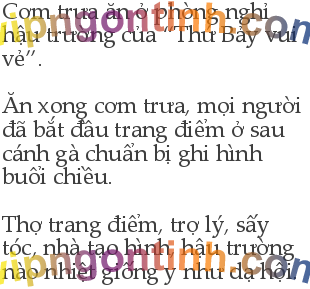 Cơm trưa ăn ở phòng nghỉ
hậu trường của “Thứ bảy vui
vẻ”.
Ăn xong cơm trưa, mọi người
đã bắt đầu trang điểm ở sau
cánh gà chuẩn bị ghi hình
buổi chiều.
Thợ trang điểm, trợ lý, sấy
tóc, nhà tạo hình, hậu trường
náo nhiệt giống y như dạ hội.